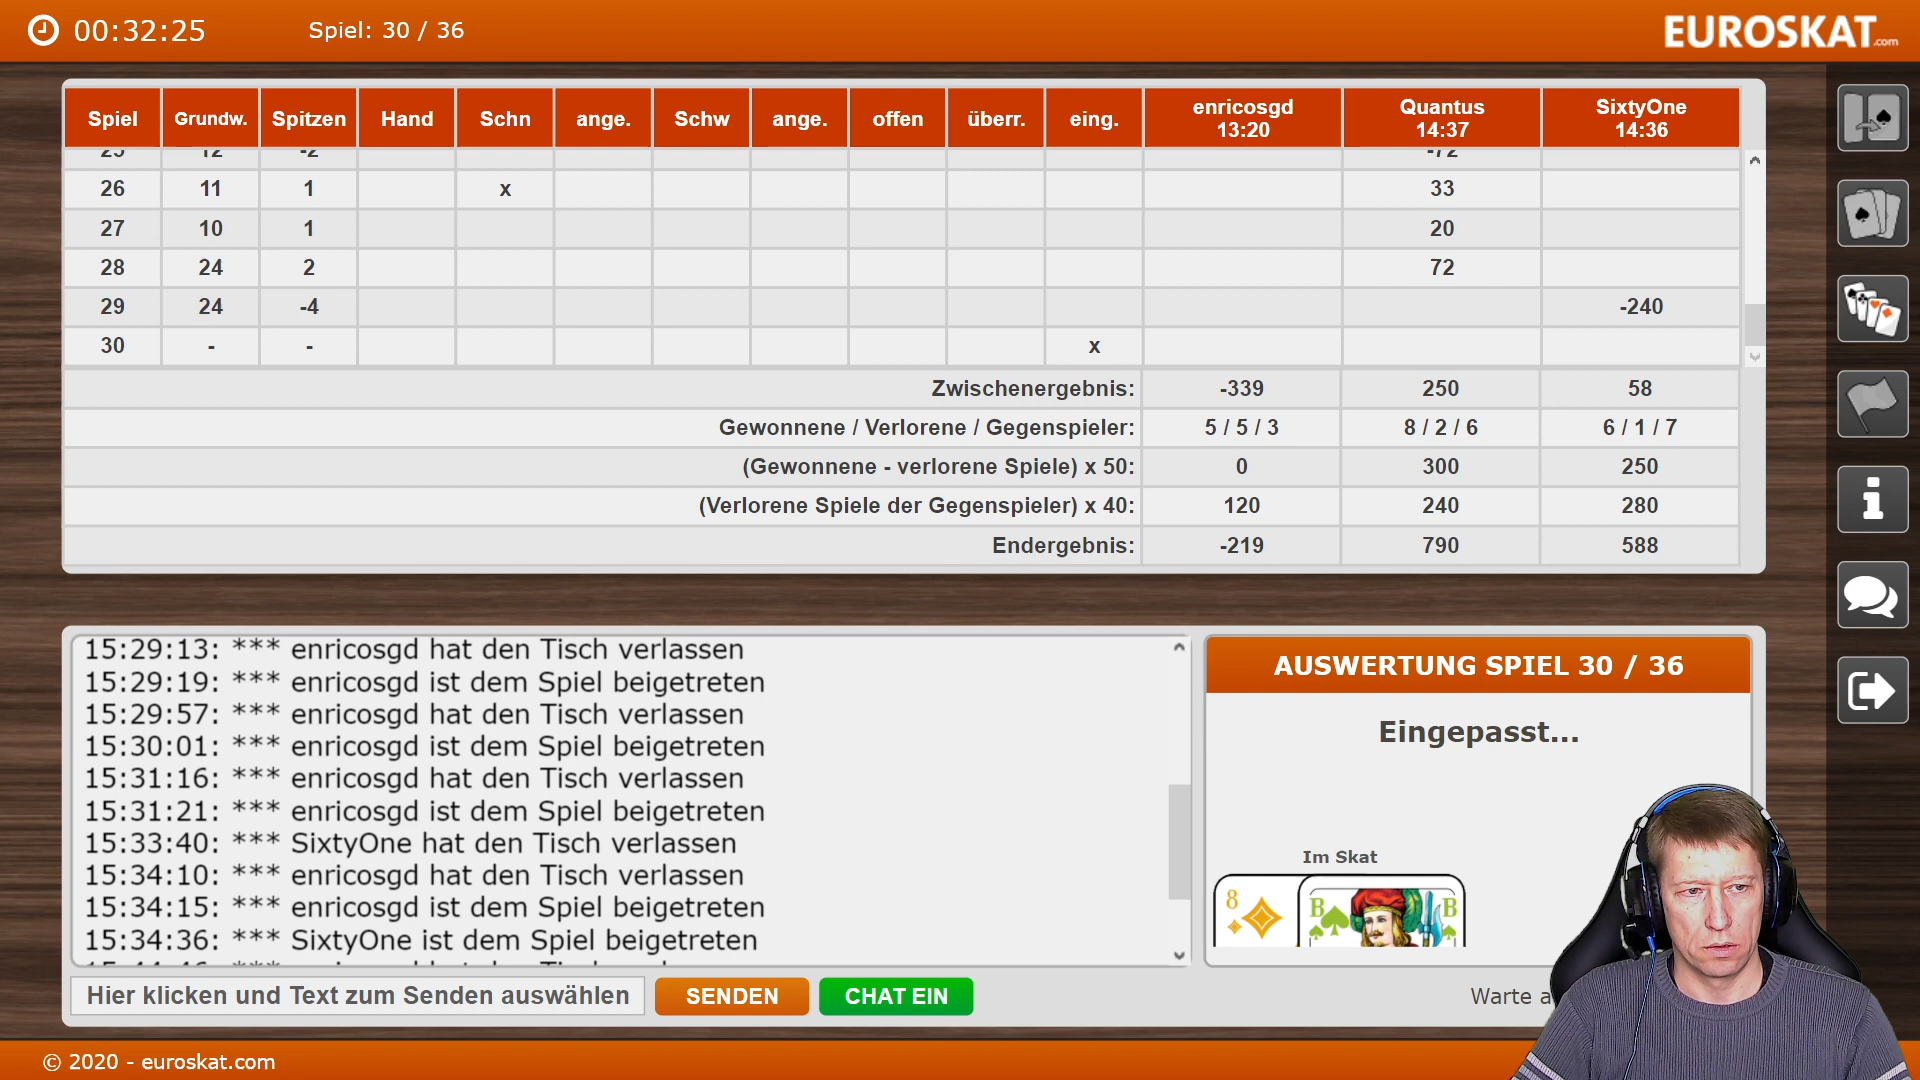 00:32:25 Spiel: 30 / 36 EUROSKAT.com
Spiel Grundw. Spitzen Hand Schn ange. Schw ange. offen überr. eing. enricosgd 13:20 Quantus 14:37 SixtyOne 14:36
25 12 -2 -72
26 11 1 x 33
27 10 1 20
28 24 2 72
29 24 -4 -240
30 - - x
Zwischenergebnis: -339 250 58
Gewonnene / Verlorene / Gegenspieler: 5 / 5 / 3 8 / 2 / 6 6 / 1 / 7
(Gewonnene - verlorene Spiele) x 50: 0 300 250
(Verlorene Spiele der Gegenspieler) x 40: 120 240 280
Endergebnis: -219 790 588
15:29:13: *** enricosgd hat den Tisch verlassen
15:29:19: *** enricosgd ist dem Spiel beigetreten
15:29:57: *** enricosgd hat den Tisch verlassen
15:30:01: *** enricosgd ist dem Spiel beigetreten
15:31:16: *** enricosgd hat den Tisch verlassen
15:31:21: *** enricosgd ist dem Spiel beigetreten
15:33:40: *** SixtyOne hat den Tisch verlassen
15:34:10: *** enricosgd hat den Tisch verlassen
15:34:15: *** enricosgd ist dem Spiel beigetreten
15:34:36: *** SixtyOne ist dem Spiel beigetreten
Hier klicken und Text zum Senden auswählen SENDEN CHAT EIN
AUSWERTUNG SPIEL 30 / 36
Eingepasst...
Im Skat
8 B B
Warte
© 2020 - euroskat.com